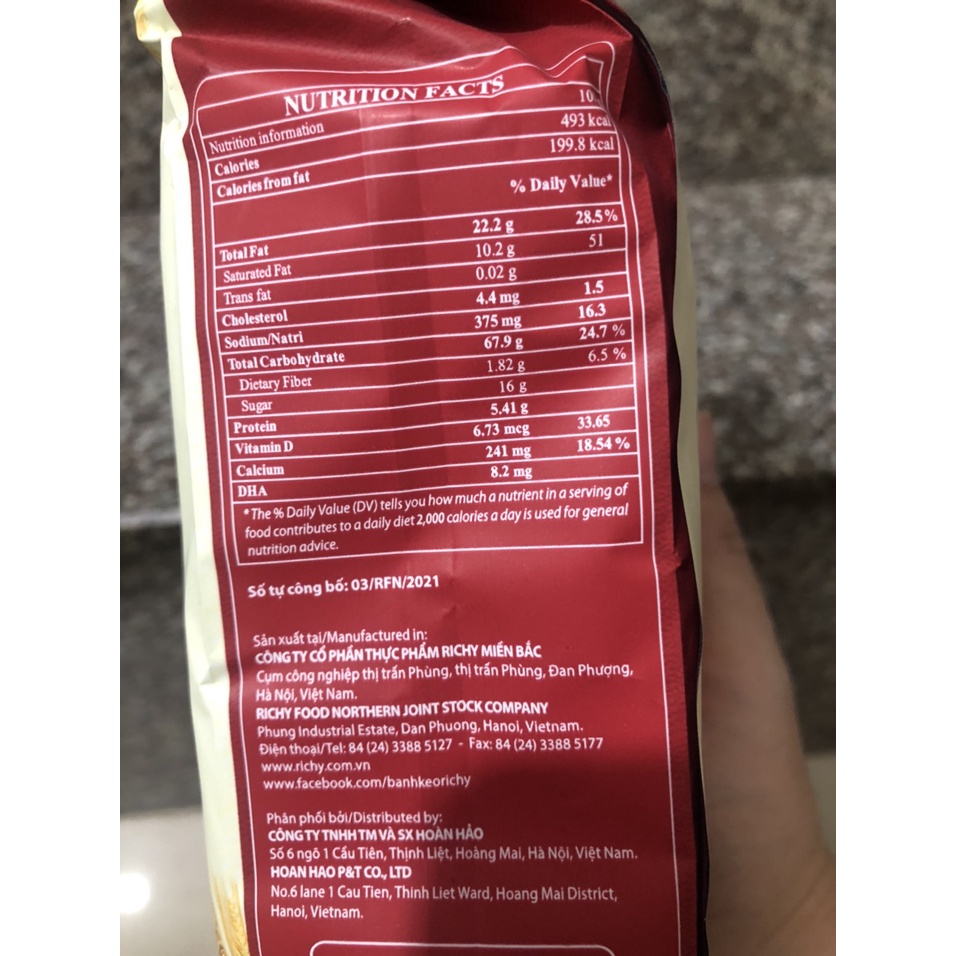 NUTRITION FACTS
Nutrition information
Calories 493 kcal
Calories from fat 199.8 kcal
% Daily Value*
Total Fat 22.2 g 28.5%
Saturated Fat 10.2 g 51
Trans fat 0.02 g
Cholesterol 4.4 mg 1.5
Sodium/Natri 375 mg 16.3
Total Carbohydrate 67.9 g 24.7 %
Dietary Fiber 1.82 g 6.5 %
Sugar 16 g
Protein 5.41 g
Vitamin D 6.73 mcg 33.65
Calcium 241 mg 18.54 %
DHA 8.2 mg
*The % Daily Value (DV) tells you how much a nutrient in a serving of
food contributes to a daily diet 2,000 calories a day is used for general
nutrition advice.
Số tự công bố: 03/RFN/2021
Sản xuất tại/Manufactured in:
CÔNG TY CỔ PHẦN THỰC PHẨM RICHY MIỀN BẮC
Cụm công nghiệp thị trấn Phùng, thị trấn Phùng, Đan Phượng,
Hà Nội, Việt Nam.
RICHY FOOD NORTHERN JOINT STOCK COMPANY
Phung Industrial Estate, Dan Phuong, Hanoi, Vietnam.
Điện thoại/Tel: 84 (24) 3388 5127 - Fax: 84 (24) 3388 5177
www.richy.com.vn
www.facebook.com/banhkeorichy
Phân phối bởi/Distributed by:
CÔNG TY TNHH TM VÀ SX HOÀN HẢO
Số 6 ngõ 1 Cầu Tiên, Thịnh Liệt, Hoàng Mai, Hà Nội, Việt Nam.
HOAN HAO P&T CO., LTD
No.6 lane 1 Cau Tien, Thinh Liet Ward, Hoang Mai District,
Hanoi, Vietnam.